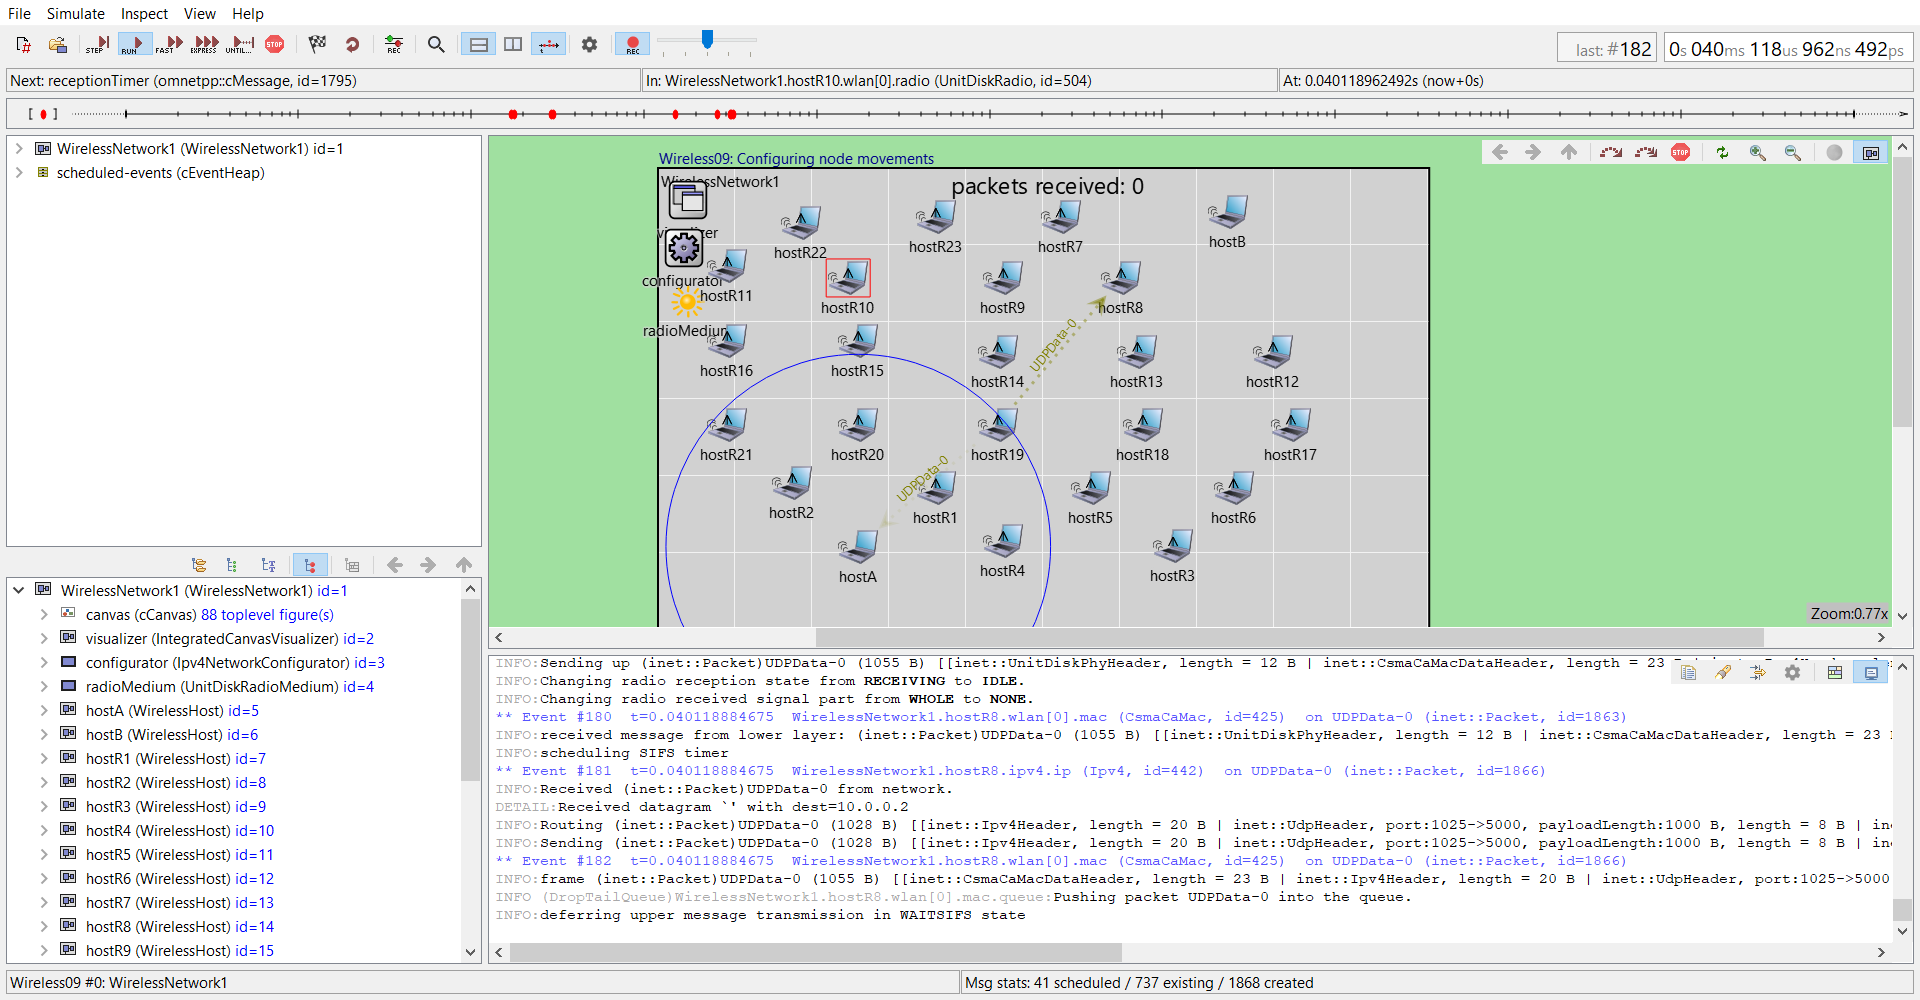 File Simulate Inspect View Help
STEP RUN FAST EXPRESS UNTIL... STOP REC REC
last: #182 0s 040ms 118us 962ns 492ps
Next: receptionTimer (omnetpp::cMessage, id=1795) In: WirelessNetwork1.hostR10.wlan[0].radio (UnitDiskRadio, id=504) At: 0.040118962492s (now+0s)
WirelessNetwork1 (WirelessNetwork1) id=1
scheduled-events (cEventHeap)
Wireless09: Configuring node movements
STOP
WirelessNetwork1
packets received: 0
visualizer
hostR22
hostR23
hostR7
hostB
configurator
hostR11
hostR10
hostR9
hostR8
radioMedium
UDPData-0
hostR16
hostR15
hostR14
hostR13
hostR12
hostR21
hostR20
hostR19
hostR18
hostR17
UDPData-0
hostR2
hostR1
hostR5
hostR6
hostA
hostR4
hostR3
Zoom:0.77x
WirelessNetwork1 (WirelessNetwork1) id=1
canvas (cCanvas) 88 toplevel figure(s)
visualizer (IntegratedCanvasVisualizer) id=2
configurator (Ipv4NetworkConfigurator) id=3
radioMedium (UnitDiskRadioMedium) id=4
hostA (WirelessHost) id=5
hostB (WirelessHost) id=6
hostR1 (WirelessHost) id=7
hostR2 (WirelessHost) id=8
hostR3 (WirelessHost) id=9
hostR4 (WirelessHost) id=10
hostR5 (WirelessHost) id=11
hostR6 (WirelessHost) id=12
hostR7 (WirelessHost) id=13
hostR8 (WirelessHost) id=14
hostR9 (WirelessHost) id=15
INFO:Sending up (inet::Packet)UDPData-0 (1055 B) [[inet::UnitDiskPhyHeader, length = 12 B | inet::CsmaCaMacDataHeader, length = 23
INFO:Changing radio reception state from RECEIVING to IDLE.
INFO:Changing radio received signal part from WHOLE to NONE.
** Event #180 t=0.040118884675 WirelessNetwork1.hostR8.wlan[0].mac (CsmaCaMac, id=425) on UDPData-0 (inet::Packet, id=1863)
INFO:received message from lower layer: (inet::Packet)UDPData-0 (1055 B) [[inet::UnitDiskPhyHeader, length = 12 B | inet::CsmaCaMacDataHeader, length = 23
INFO:scheduling SIFS timer
** Event #181 t=0.040118884675 WirelessNetwork1.hostR8.ipv4.ip (Ipv4, id=442) on UDPData-0 (inet::Packet, id=1866)
INFO:Received (inet::Packet)UDPData-0 from network.
DETAIL:Received datagram `' with dest=10.0.0.2
INFO:Routing (inet::Packet)UDPData-0 (1028 B) [[inet::Ipv4Header, length = 20 B | inet::UdpHeader, port:1025->5000, payloadLength:1000 B, length = 8 B | in
INFO:Sending (inet::Packet)UDPData-0 (1028 B) [[inet::Ipv4Header, length = 20 B | inet::UdpHeader, port:1025->5000, payloadLength:1000 B, length = 8 B | in
** Event #182 t=0.040118884675 WirelessNetwork1.hostR8.wlan[0].mac (CsmaCaMac, id=425) on UDPData-0 (inet::Packet, id=1866)
INFO:frame (inet::Packet)UDPData-0 (1055 B) [[inet::CsmaCaMacDataHeader, length = 23 B | inet::Ipv4Header, length = 20 B | inet::UdpHeader, port:1025->5000
INFO (DropTailQueue)WirelessNetwork1.hostR8.wlan[0].mac.queue:Pushing packet UDPData-0 into the queue.
INFO:deferring upper message transmission in WAITSIFS state
Wireless09 #0: WirelessNetwork1 Msg stats: 41 scheduled / 737 existing / 1868 created